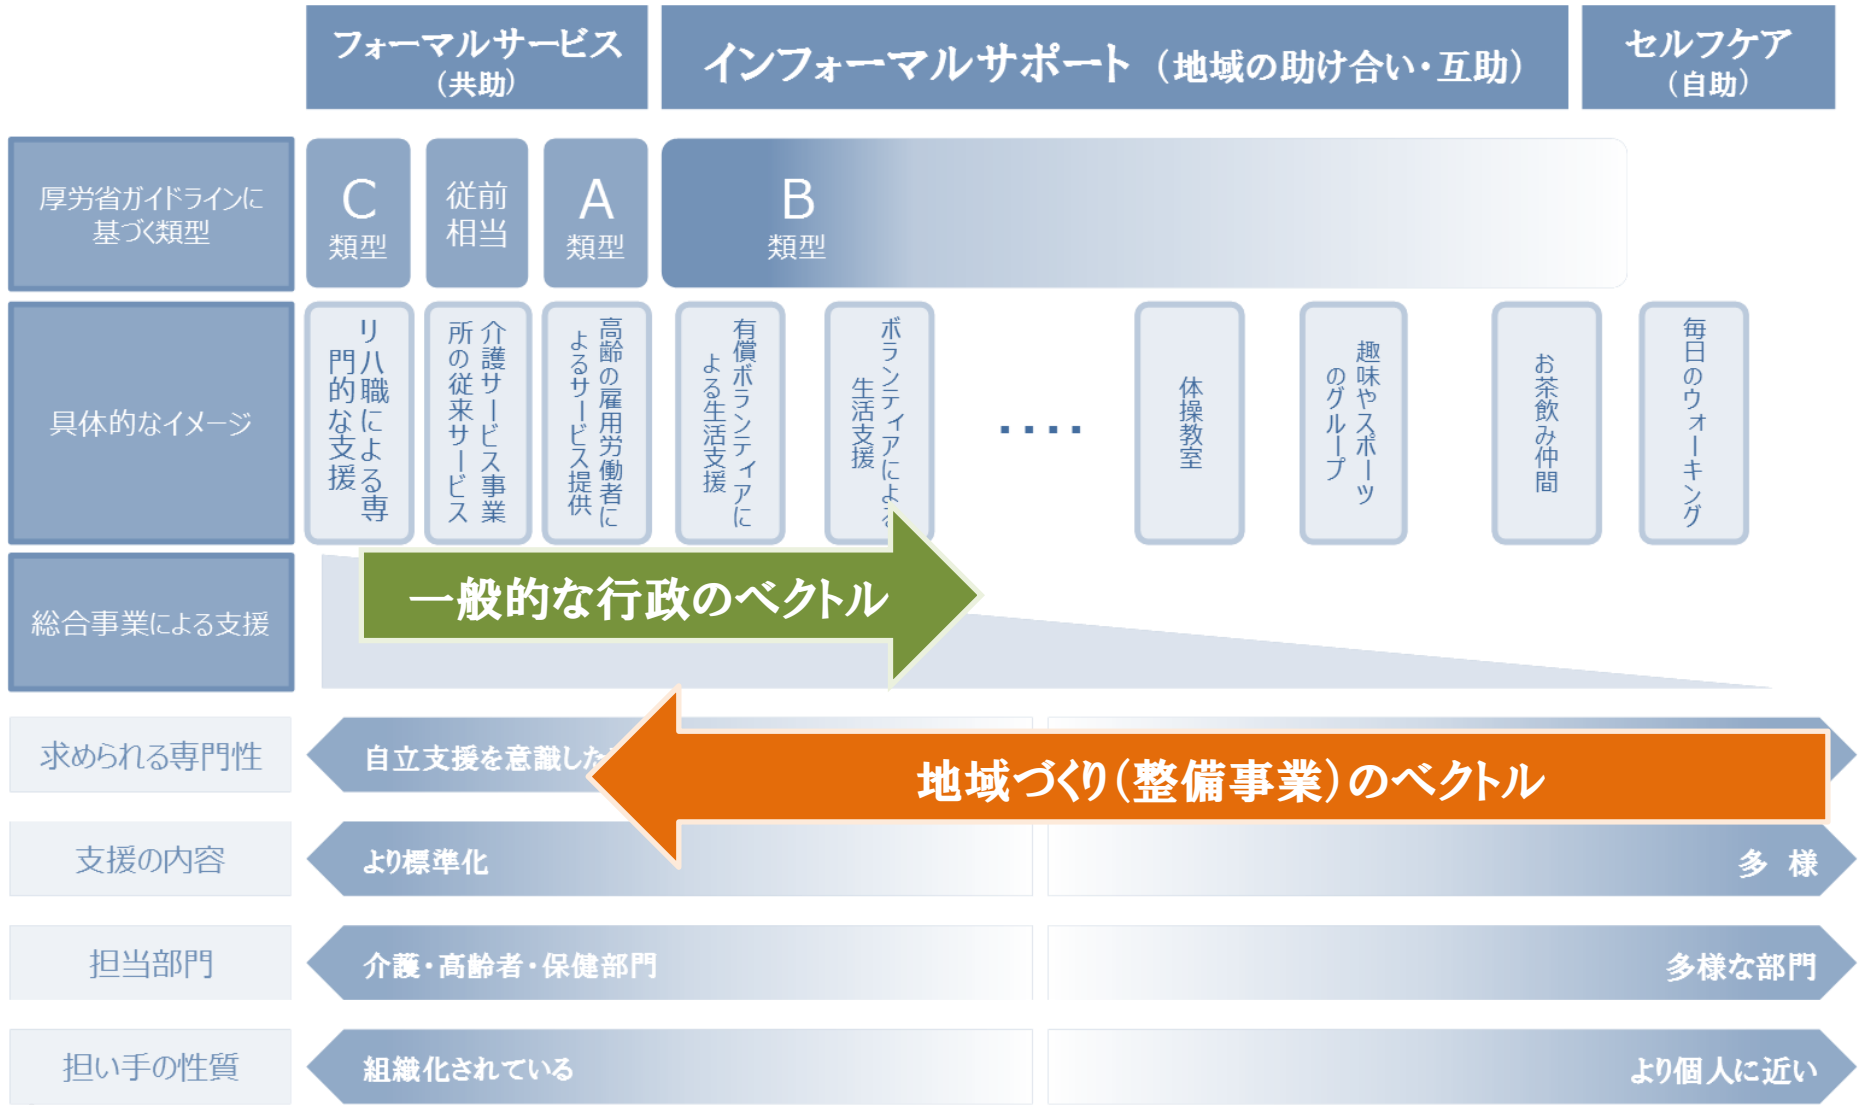 フォーマルサービス
（共助）
インフォーマルサポート（地域の助け合い・互助）
セルフケア
（自助）
厚労省ガイドラインに
基づく類型
C
類型
従前
相当
A
類型
B
類型
具体的なイメージ
リハ職による専
門的な支援
介護サービス事業
所の従来サービス
高齢の雇用労働者に
よるサービス提供
有償ボランティアに
よる生活支援
ボランティアによる
生活支援
・・・・
体操教室
趣味やスポーツ
のグループ
お茶飲み仲間
毎日のウォーキング
総合事業による支援
一般的な行政のベクトル
求められる専門性
自立支援を意識した
地域づくり（整備事業）のベクトル
支援の内容
より標準化
多 様
担当部門
介護・高齢者・保健部門
多様な部門
担い手の性質
組織化されている
より個人に近い